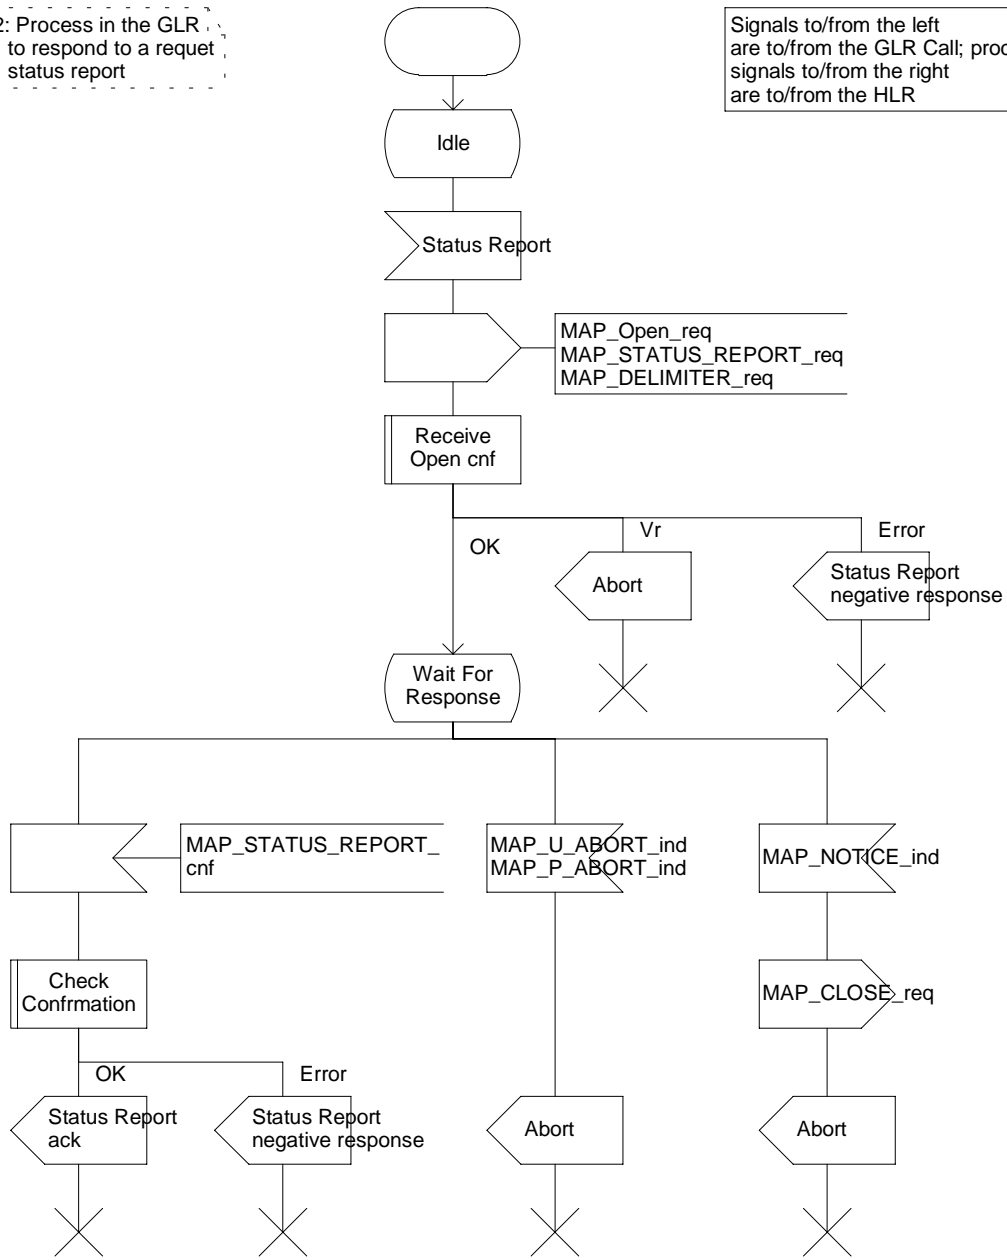 2: Process in the GLR
to respond to a requet
status report
Signals to/from the left
are to/from the GLR Call; proc
signals to/from the right
are to/from the HLR
Idle
Status Report
MAP_Open_req
MAP_STATUS_REPORT_req
MAP_DELIMITER_req
Receive
Open cnf
OK
Vr
Error
Abort
Status Report
negative response
Wait For
Response
MAP_STATUS_REPORT_
cnf
MAP_U_ABORT_ind
MAP_P_ABORT_ind
MAP_NOTICE_ind
Check
Confrmation
MAP_CLOSE_req
OK
Error
Status Report
ack
Status Report
negative response
Abort
Abort